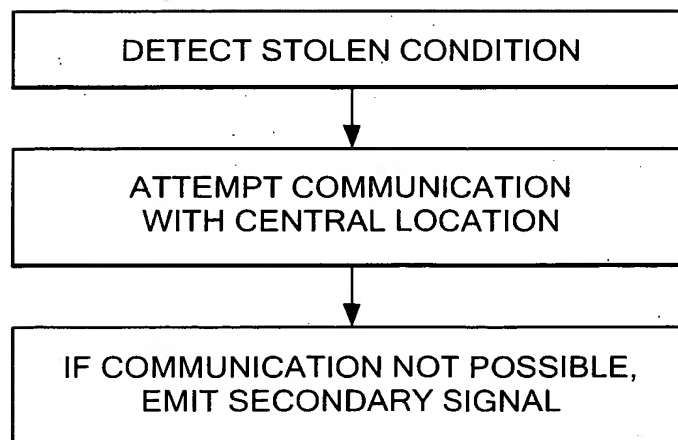 DETECT STOLEN CONDITION
ATTEMPT COMMUNICATION
WITH CENTRAL LOCATION
IF COMMUNICATION NOT POSSIBLE,
EMIT SECONDARY SIGNAL